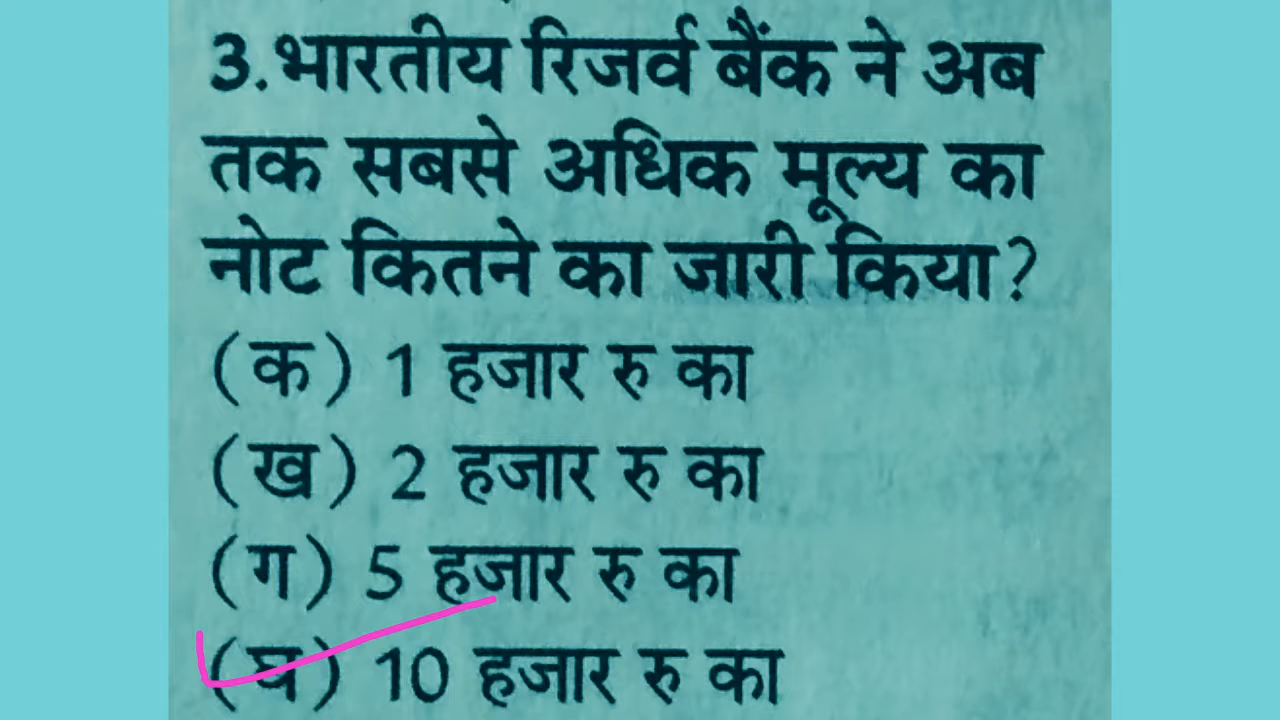 3.भारतीय रिजर्व बैंक ने अब
तक सबसे अधिक मूल्य का
नोट कितने का जारी किया?
(क) 1 हजार रु का
(ख) 2 हजार रु का
(ग) 5 हजार रु का
(घ) 10 हजार रु का